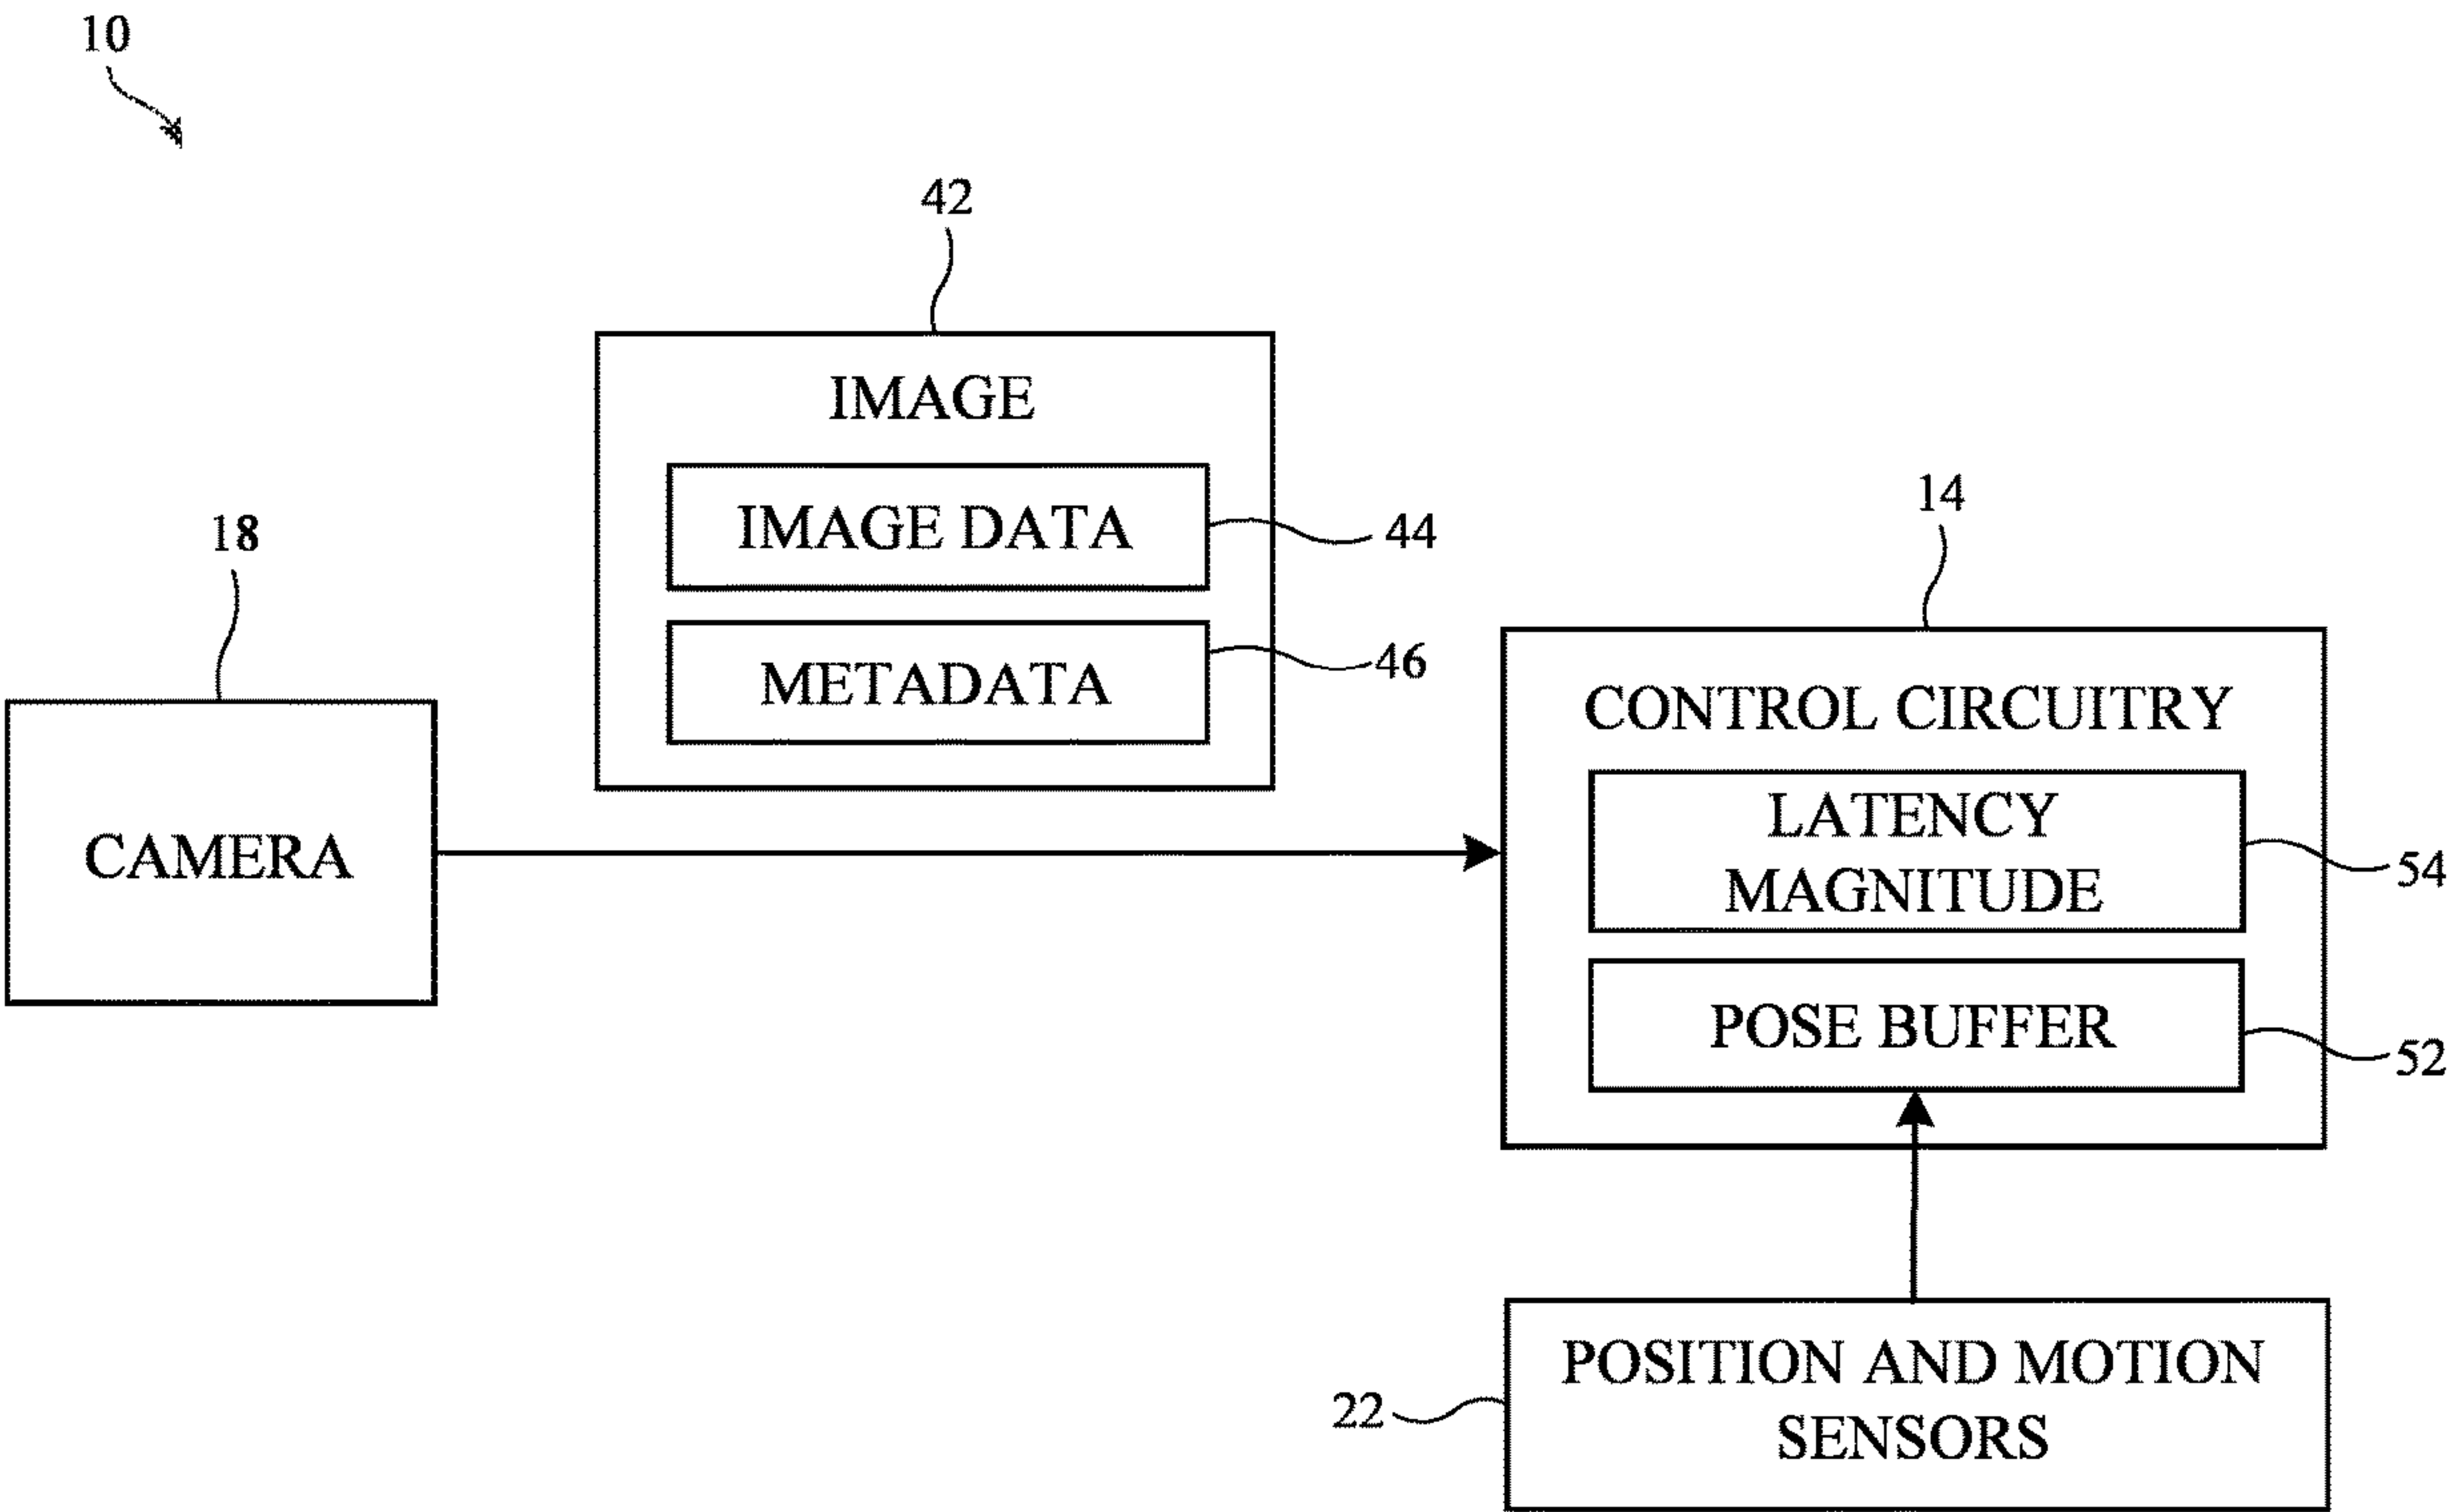 10
42
IMAGE
IMAGE DATA
44
METADATA
46
18
CAMERA
14
CONTROL CIRCUITRY
LATENCY
MAGNITUDE
54
POSE BUFFER
52
22
POSITION AND MOTION
SENSORS